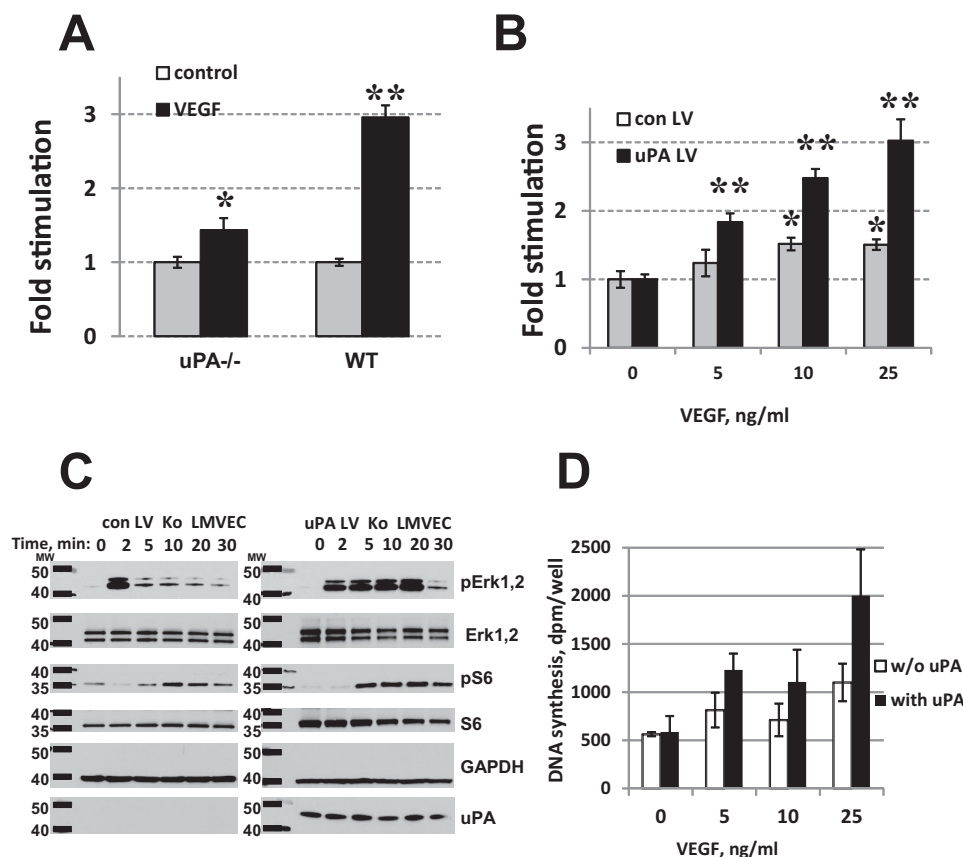 A
control
VEGF
Fold stimulation
3
2
1
0
*
**
uPA-/-
WT
B
con LV
uPA LV
Fold stimulation
3
2
1
0
**
* **
* **
0 5 10 25
VEGF, ng/ml
C
con LV Ko LMVEC
Time, min: 0 2 5 10 20 30
uPA LV Ko LMVEC
0 2 5 10 20 30
MW
50
40
MW
50
40
pErk1,2
50
40
50
40
Erk1,2
40
35
40
35
pS6
40
35
40
35
S6
50
40
50
40
GAPDH
50
40
50
40
uPA
D
DNA synthesis, dpm/well
2500
2000
1500
1000
500
0
w/o uPA
with uPA
0 5 10 25
VEGF, ng/ml